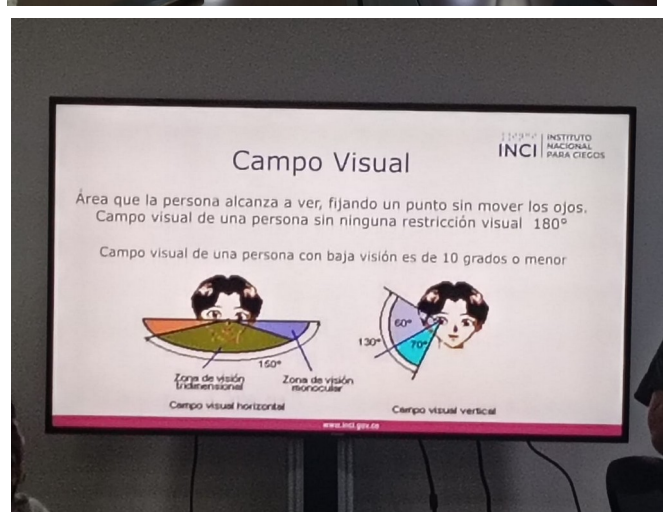 INCI
INSTITUTO
NACIONAL
PARA CIEGOS
Campo Visual
Área que la persona alcanza a ver, fijando un punto sin mover los ojos.
Campo visual de una persona sin ninguna restricción visual 180º
Campo visual de una persona con baja visión es de 10 grados o menor
60°
130°
70°
150°
Zona de visión
tridimensional
Zona de visión
monocular
Campo visual horizontal
Campo visual vertical
www.inci.gov.co